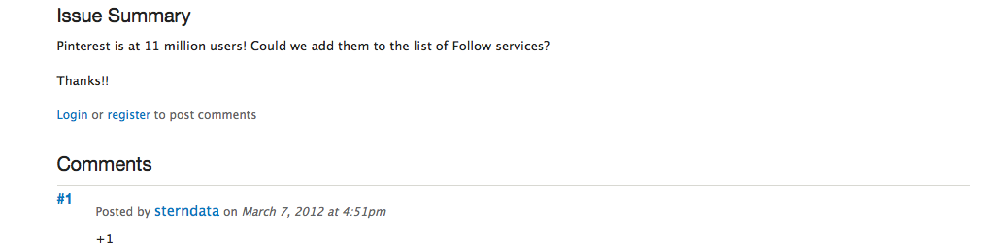 Issue Summary
Pinterest is at 11 million users! Could we add them to the list of Follow services?
Thanks!!
Login or register to post comments
Comments
#1
Posted by sterndata on March 7, 2012 at 4:51pm
+1